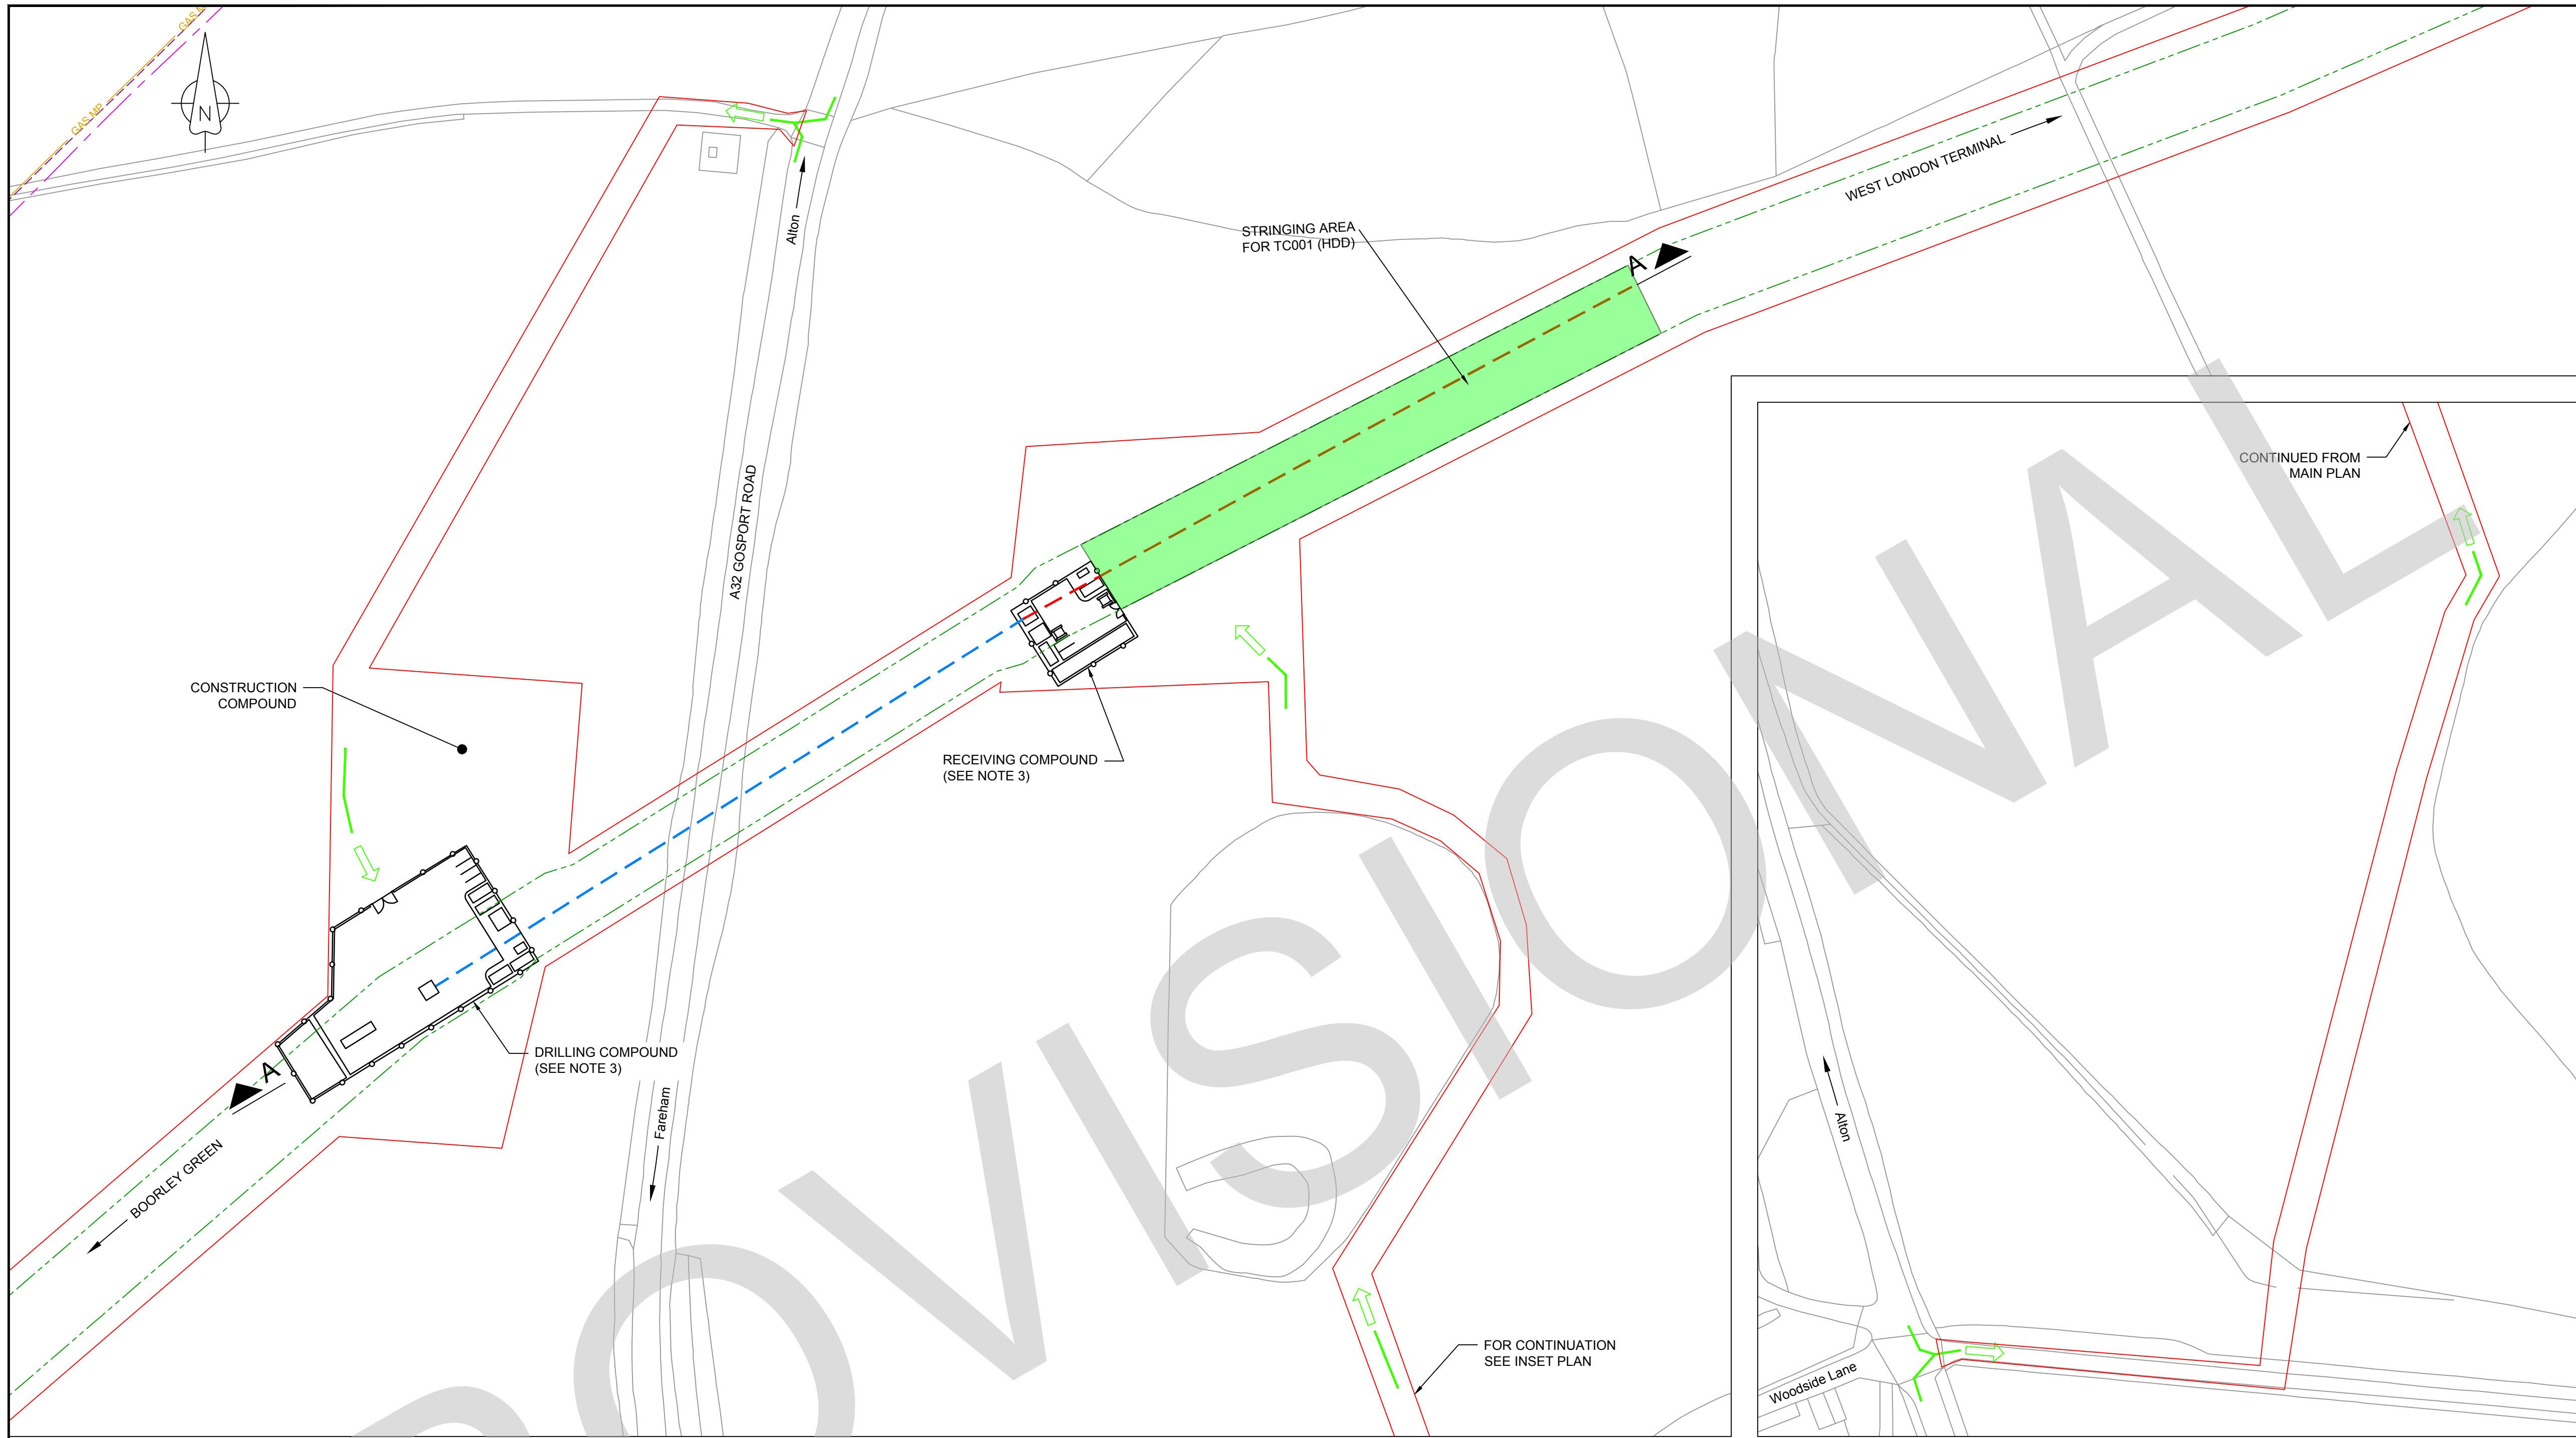 GAS MP
GAS M
N
Alton
STRINGING AREA
FOR TC001 (HDD)
WEST LONDON TERMINAL
A
A32 GOSPORT ROAD
CONTINUED FROM
MAIN PLAN
CONSTRUCTION
COMPOUND
RECEIVING COMPOUND
(SEE NOTE 3)
DRILLING COMPOUND
(SEE NOTE 3)
A
Fareham
BOORLEY GREEN
Alton
FOR CONTINUATION
SEE INSET PLAN
Woodside Lane
OVISIONAL